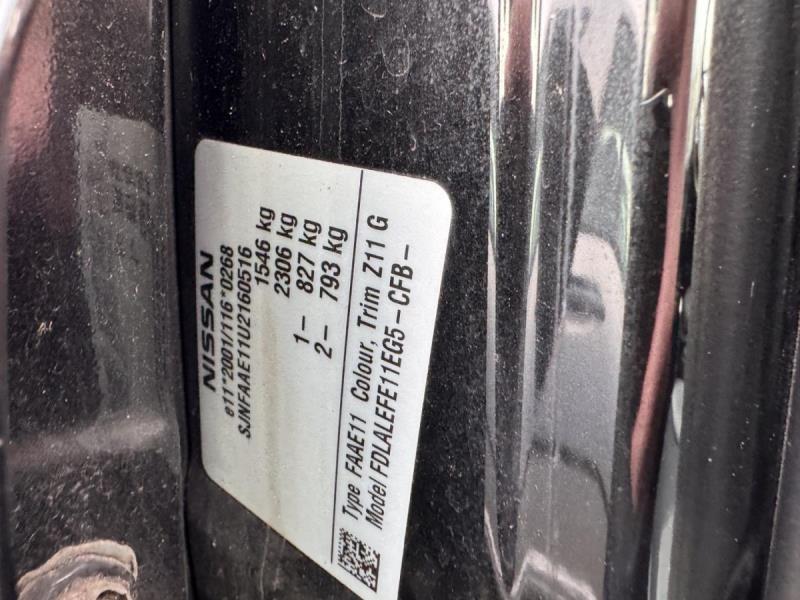 NISSAN
e11*2001/116*0268
SJNFAAE11U2160516
1546 kg
2306 kg
1- 827 kg
2- 793 kg
Type FAAE11 Colour, Trim Z11 G
Model FDLALEFE11EG5-CFB-